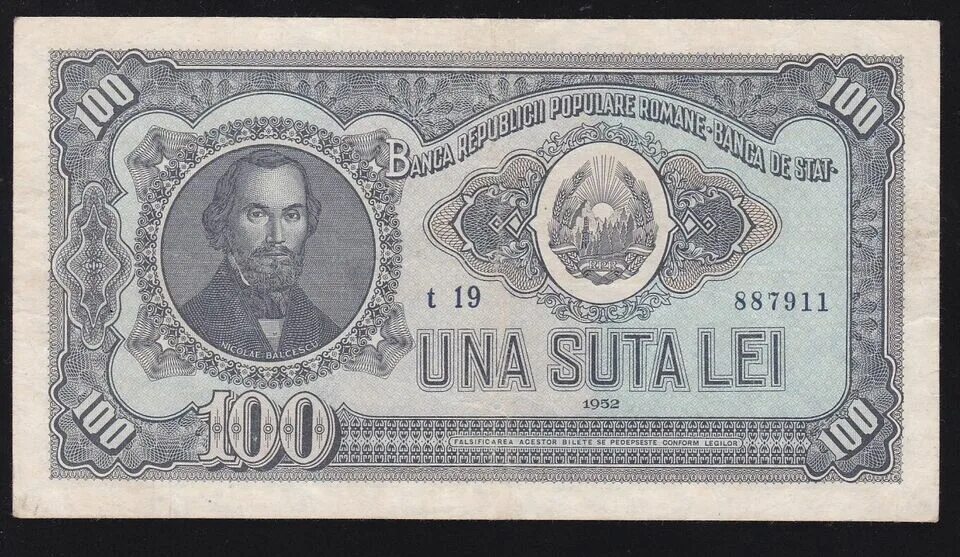 100
100
BANCA REPUBLICII POPULARE ROMANE-BANCA DE STAT-
R P R
t 19
887911
NICOLAE-BĂLCESCU
UNA SUTA LEI
1952
100
100
100
FALSIFICAREA ACESTOR BILETE SE PEDEPSESTE CONFORM LEGILOR